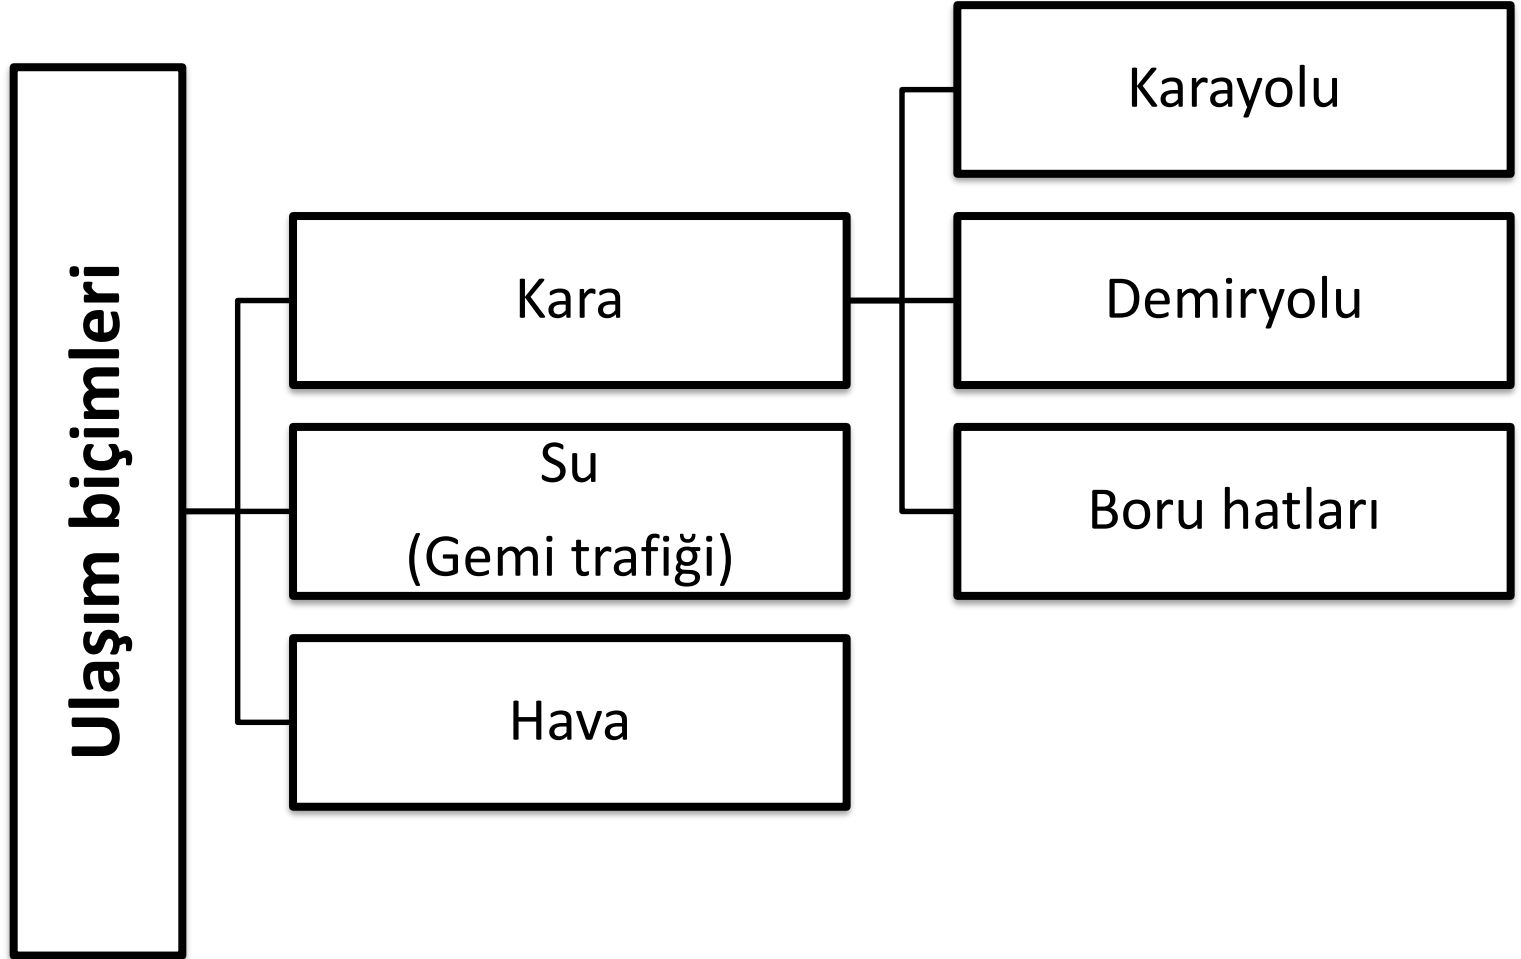 Ulaşım biçimleri
Kara
Su
(Gemi trafiği)
Hava
Karayolu
Demiryolu
Boru hatları